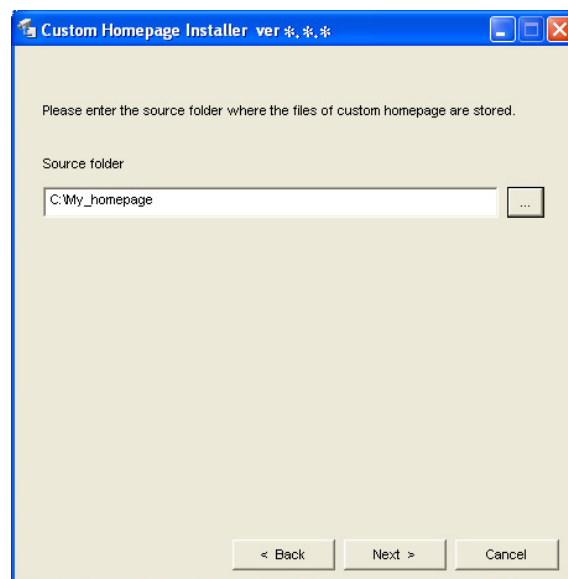 Custom Homepage Installer ver *.*.*
Please enter the source folder where the files of custom homepage are stored.
Source folder
C:\My_homepage
...
< Back
Next >
Cancel